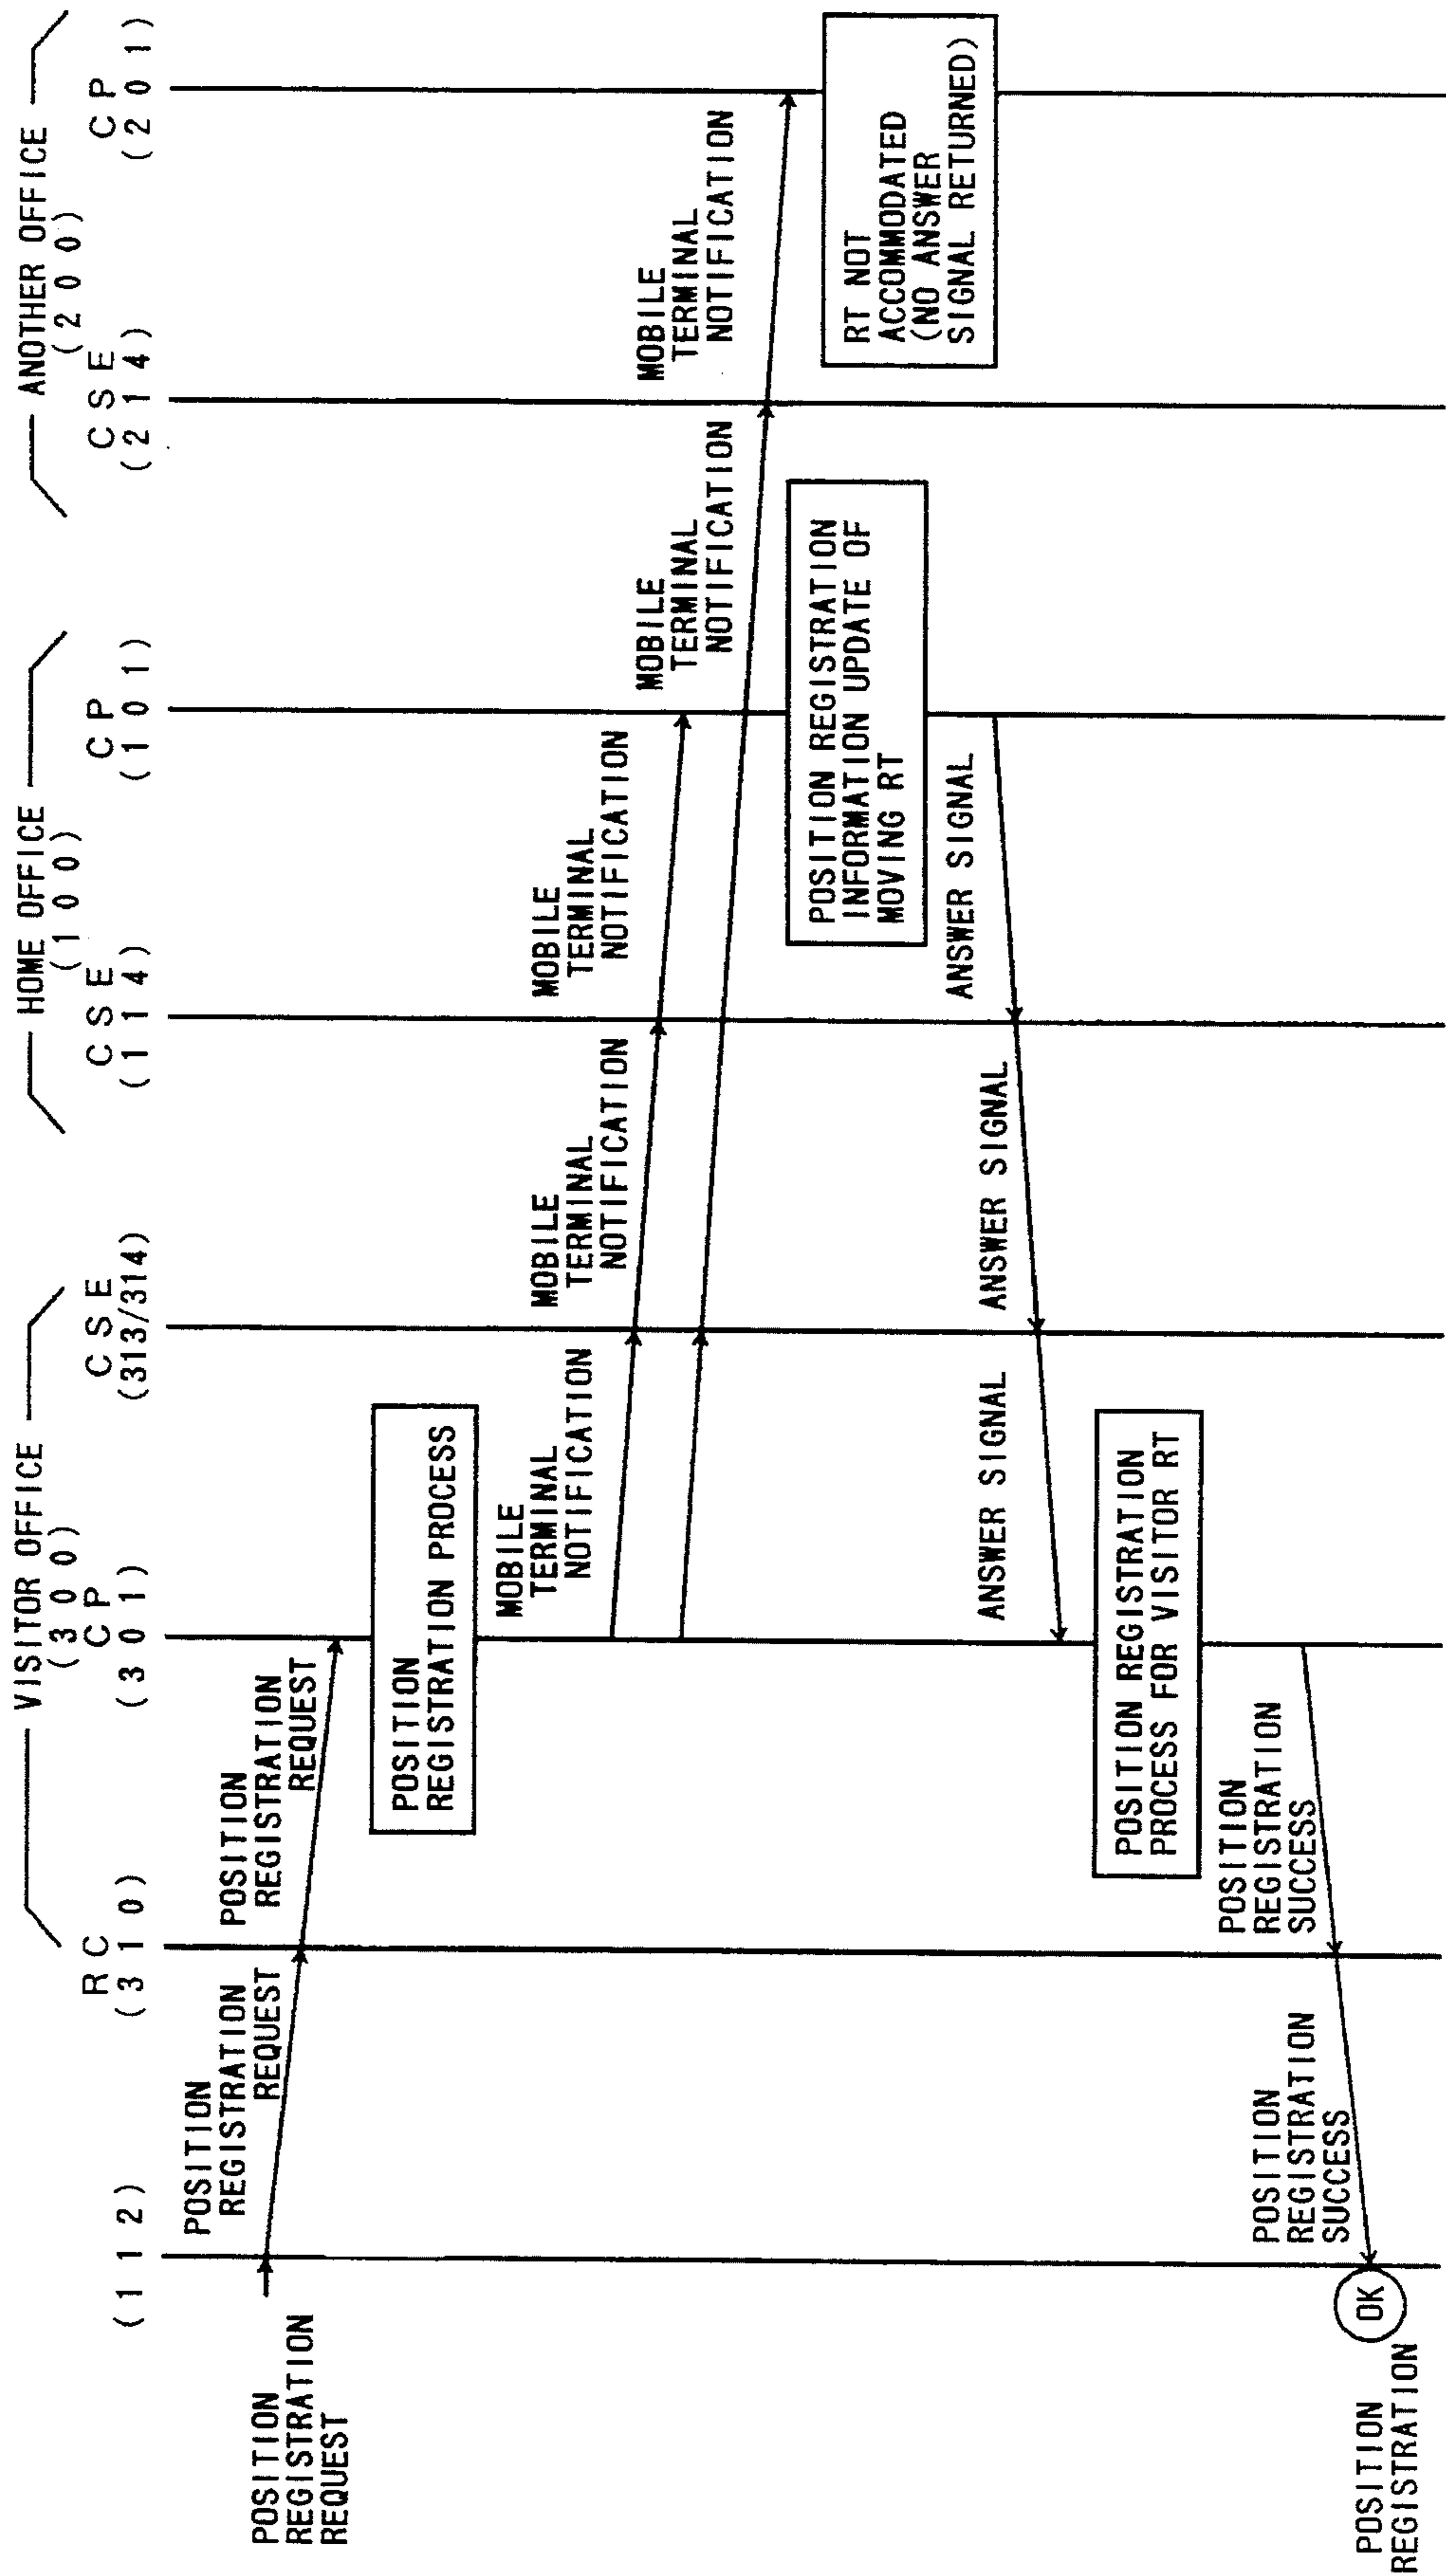 VISITOR OFFICE
(300)
HOME OFFICE
(100)
ANOTHER OFFICE
(200)
(112)
RC
(310)
CP
(301)
CSE
(313/314)
CSE
(114)
CP
(101)
CSE
(214)
CP
(201)
POSITION
REGISTRATION
REQUEST
POSITION
REGISTRATION
REQUEST
POSITION
REGISTRATION
REQUEST
POSITION
REGISTRATION PROCESS
MOBILE
TERMINAL
NOTIFICATION
MOBILE
TERMINAL
NOTIFICATION
MOBILE
TERMINAL
NOTIFICATION
MOBILE
TERMINAL
NOTIFICATION
MOBILE
TERMINAL
NOTIFICATION
POSITION REGISTRATION
INFORMATION UPDATE OF
MOVING RT
RT NOT
ACCOMMODATED
(NO ANSWER
SIGNAL RETURNED)
ANSWER SIGNAL
ANSWER SIGNAL
ANSWER SIGNAL
POSITION REGISTRATION
PROCESS FOR VISITOR RT
POSITION
REGISTRATION
SUCCESS
POSITION
REGISTRATION
SUCCESS
OK
POSITION
REGISTRATION